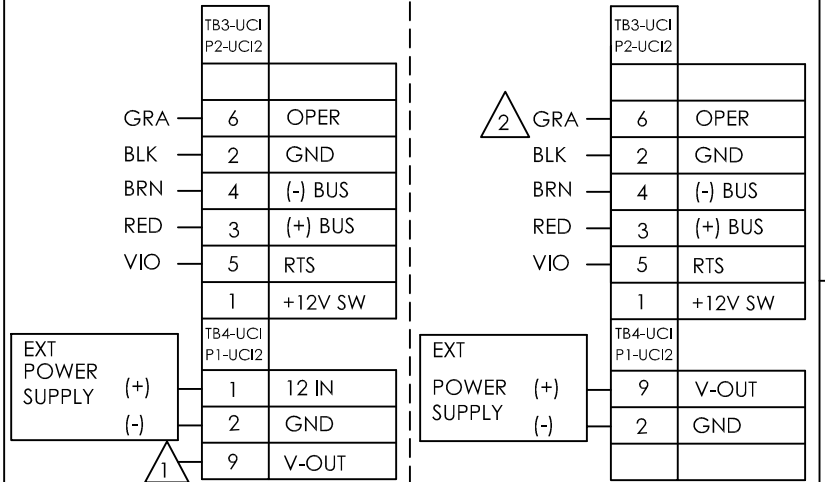 TB3-UCI
P2-UCI2
GRA 6 OPER
BLK 2 GND
BRN 4 (-) BUS
RED 3 (+) BUS
VIO 5 RTS
1 +12V SW
TB4-UCI
P1-UCI2
EXT
POWER
SUPPLY
(+) 1 12 IN
(-) 2 GND
1 9 V-OUT
TB3-UCI
P2-UCI2
2 GRA 6 OPER
BLK 2 GND
BRN 4 (-) BUS
RED 3 (+) BUS
VIO 5 RTS
1 +12V SW
TB4-UCI
P1-UCI2
EXT
POWER
SUPPLY
(+) 9 V-OUT
(-) 2 GND